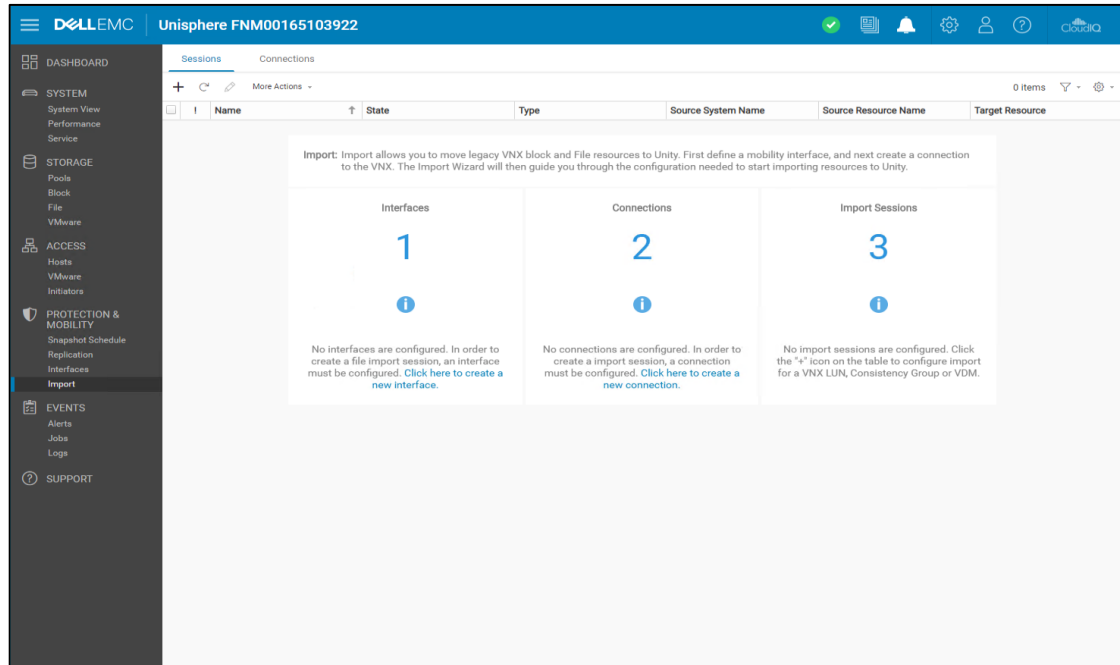 DELLEMC Unisphere FNM00165103922 CloudIQ
DASHBOARD
SYSTEM
System View
Performance
Service
STORAGE
Pools
Block
File
VMware
ACCESS
Hosts
VMware
Initiators
PROTECTION &
MOBILITY
Snapshot Schedule
Replication
Interfaces
Import
EVENTS
Alerts
Jobs
Logs
SUPPORT
Sessions Connections
More Actions 0 Items
! Name State Type Source System Name Source Resource Name Target Resource
Import: Import allows you to move legacy VNX block and File resources to Unity. First define a mobility interface, and next create a connection
to the VNX. The Import Wizard will then guide you through the configuration needed to start importing resources to Unity.
Interfaces
1
No interfaces are configured. In order to
create a file import session, an interface
must be configured. Click here to create a
new interface.
Connections
2
No connections are configured. In order to
create a import session, a connection
must be configured. Click here to create a
new connection.
Import Sessions
3
No import sessions are configured. Click
the "+" icon on the table to configure import
for a VNX LUN, Consistency Group or VDM.